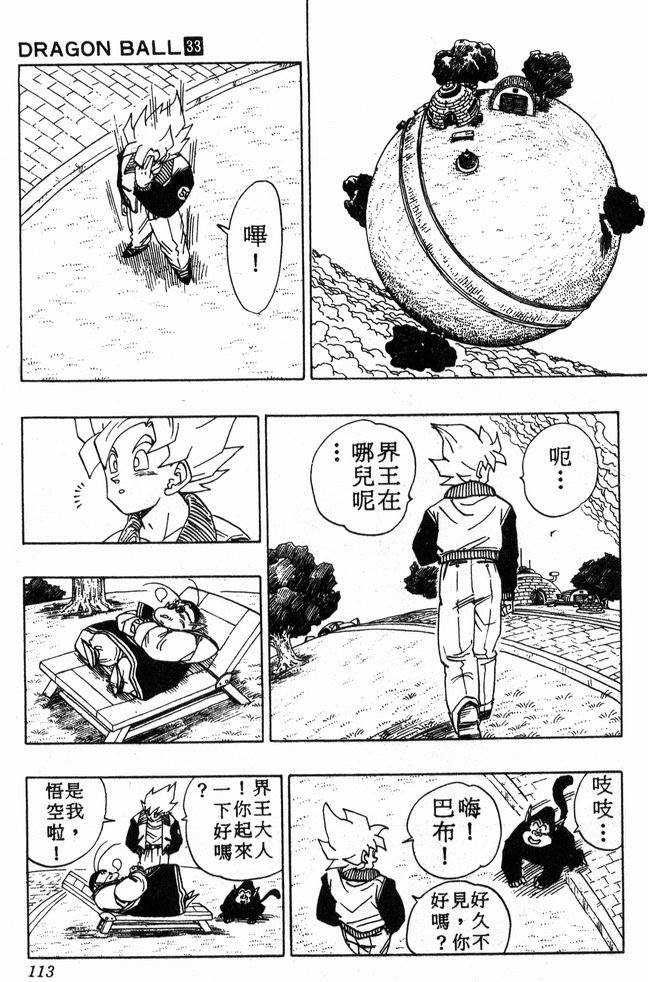 DRAGON BALL 33
嗶！
呃…
界王在
哪兒呢
…
吱吱…
嗨！
巴布！
好久不
見，你
好嗎？
界王大人
！你起來
一下好嗎
？
是我，
悟空啦！
113